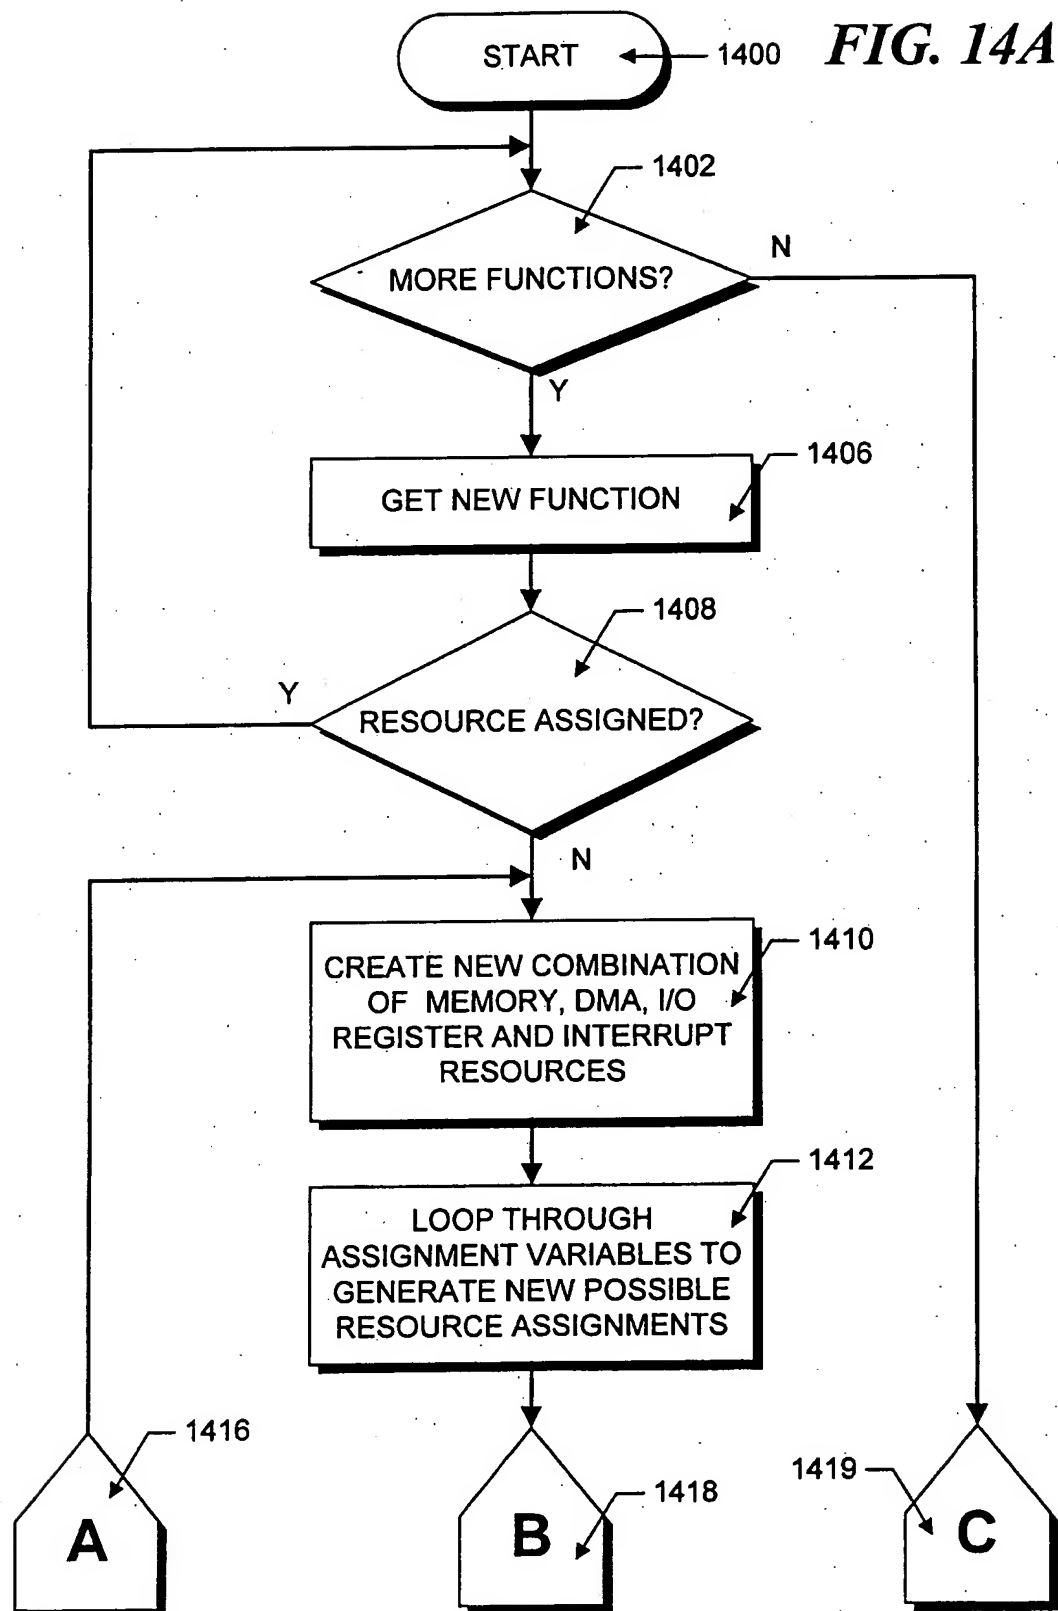 START
1400
FIG. 14A
1402
MORE FUNCTIONS?
N
Y
1406
GET NEW FUNCTION
1408
Y
RESOURCE ASSIGNED?
N
1410
CREATE NEW COMBINATION
OF MEMORY, DMA, I/O
REGISTER AND INTERRUPT
RESOURCES
1412
LOOP THROUGH
ASSIGNMENT VARIABLES TO
GENERATE NEW POSSIBLE
RESOURCE ASSIGNMENTS
1416
A
1418
B
1419
C